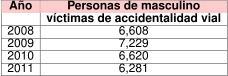 Año Personas de masculino
víctimas de accidentalidad vial
2008 6,608
2009 7,229
2010 6,620
2011 6,281